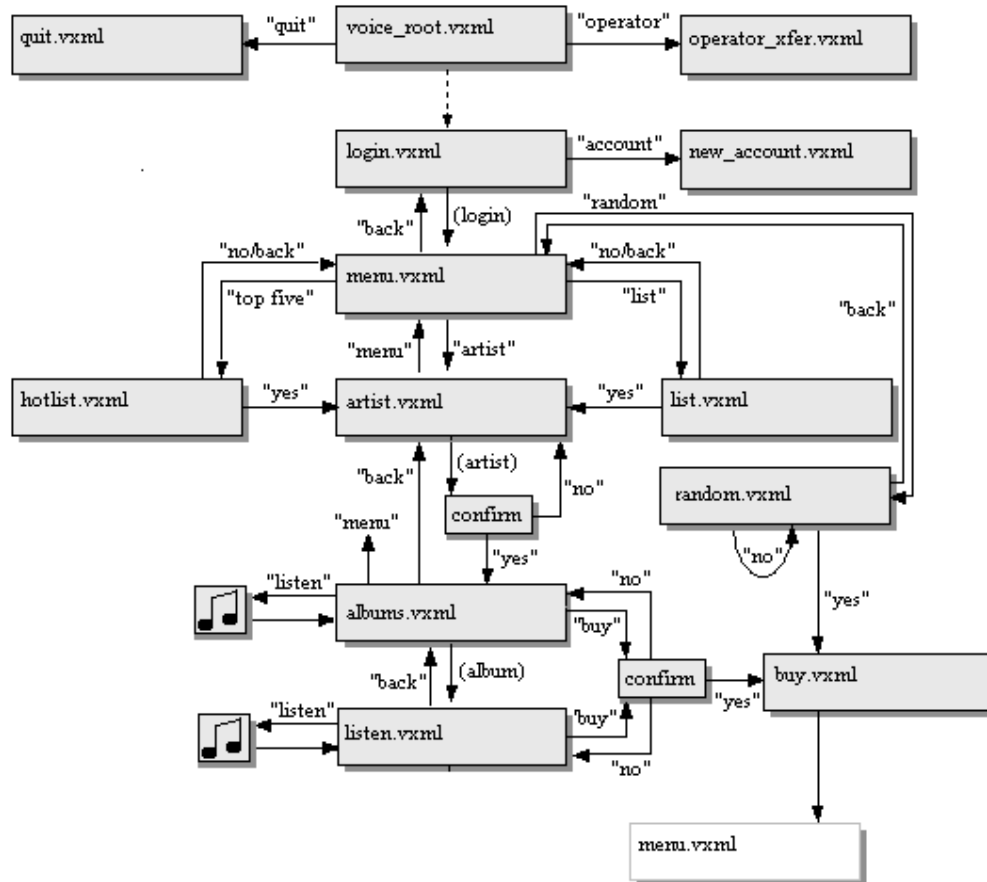 quit.vxml
"quit"
voice_root.vxml
"operator"
operator_xfer.vxml
login.vxml
"account"
new_account.vxml
"back"
(login)
"random"
"no/back"
menu.vxml
"no/back"
"top five"
"list"
"back"
"menu"
"artist"
hotlist.vxml
"yes"
artist.vxml
"yes"
list.vxml
"back"
(artist)
"no"
random.vxml
confirm
"menu"
"no"
"yes"
"listen"
albums.vxml
"no"
"buy"
"yes"
"back"
(album)
confirm
"yes"
buy.vxml
"listen"
listen.vxml
"buy"
"no"
menu.vxml